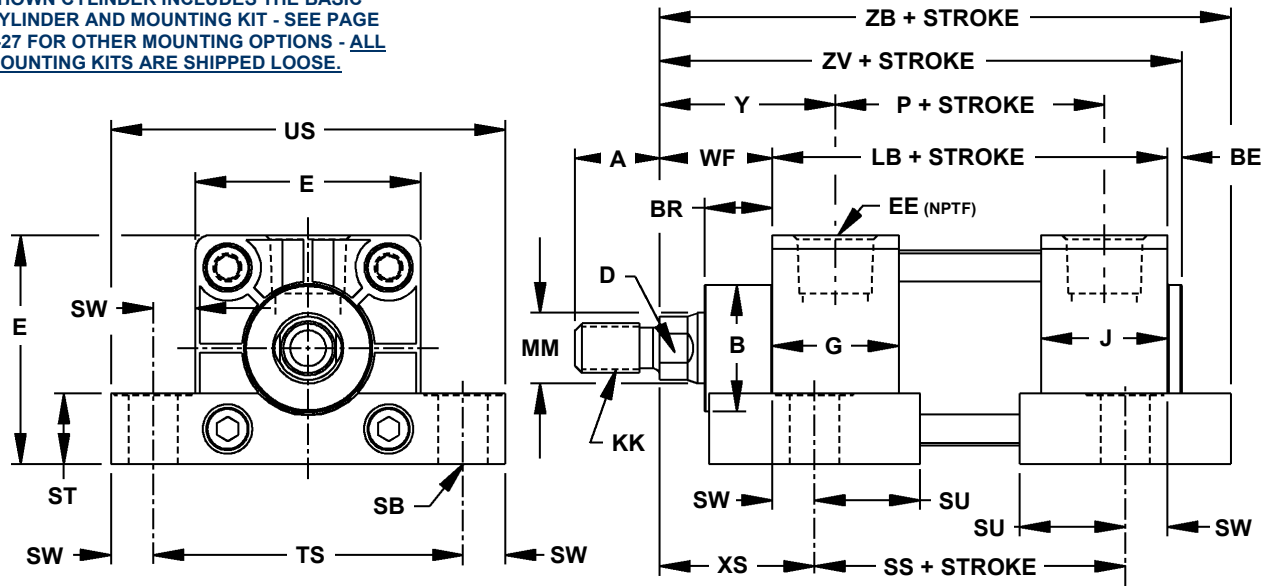 HOWN CYLINDER INCLUDES THE BASIC
YLINDER AND MOUNTING KIT - SEE PAGE
-27 FOR OTHER MOUNTING OPTIONS - ALL
OUNTING KITS ARE SHIPPED LOOSE.
ZB + STROKE
ZV + STROKE
US
Y
P + STROKE
A
WF
LB + STROKE
BE
E
BR
EE (NPTF)
D
SW
E
MM
B
G
J
KK
ST
SB
SW
SU
SU
SW
SW
TS
SW
XS
SS + STROKE